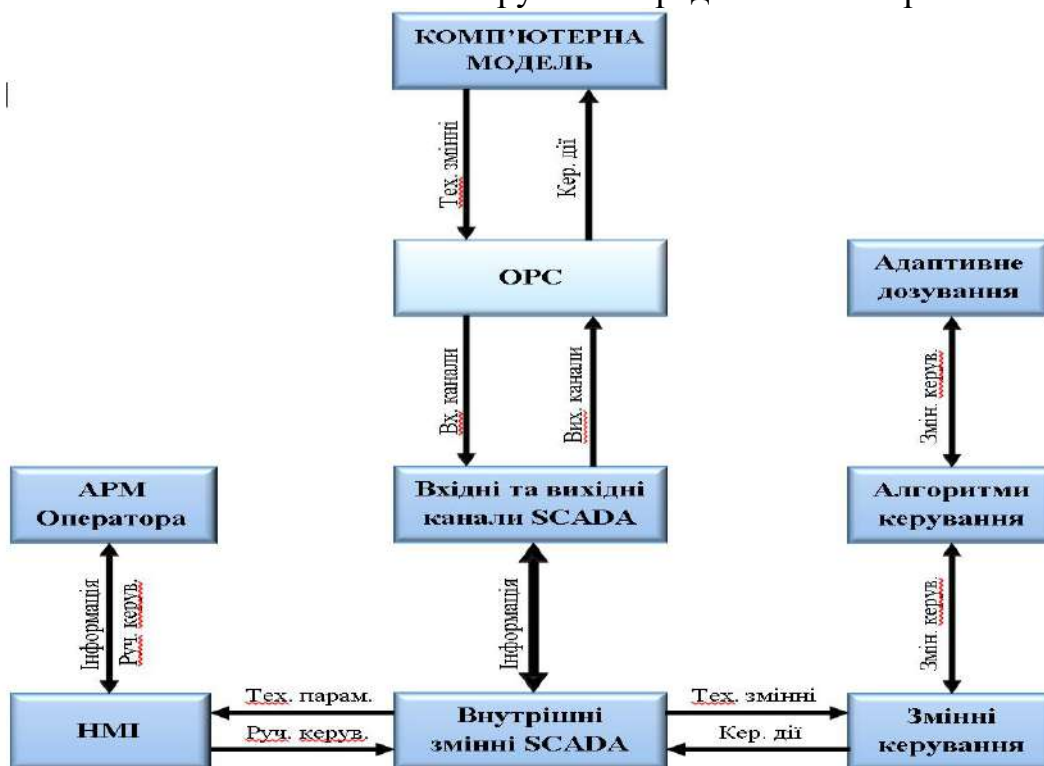 КОМП’ЮТЕРНА
МОДЕЛЬ
Тех. змінні
Кер. дії
ОРС
Адаптивне
дозування
Вх. канали
Вих. канали
Змін. керув.
АРМ
Оператора
Вхідні та вихідні
канали SCADA
Алгоритми
керування
Інформація
Руч. керув.
Інформація
Змін. керув.
HMI
Тех. парам.
Руч. керув.
Внутрішні
змінні SCADA
Тех. змінні
Кер. дії
Змінні
керування